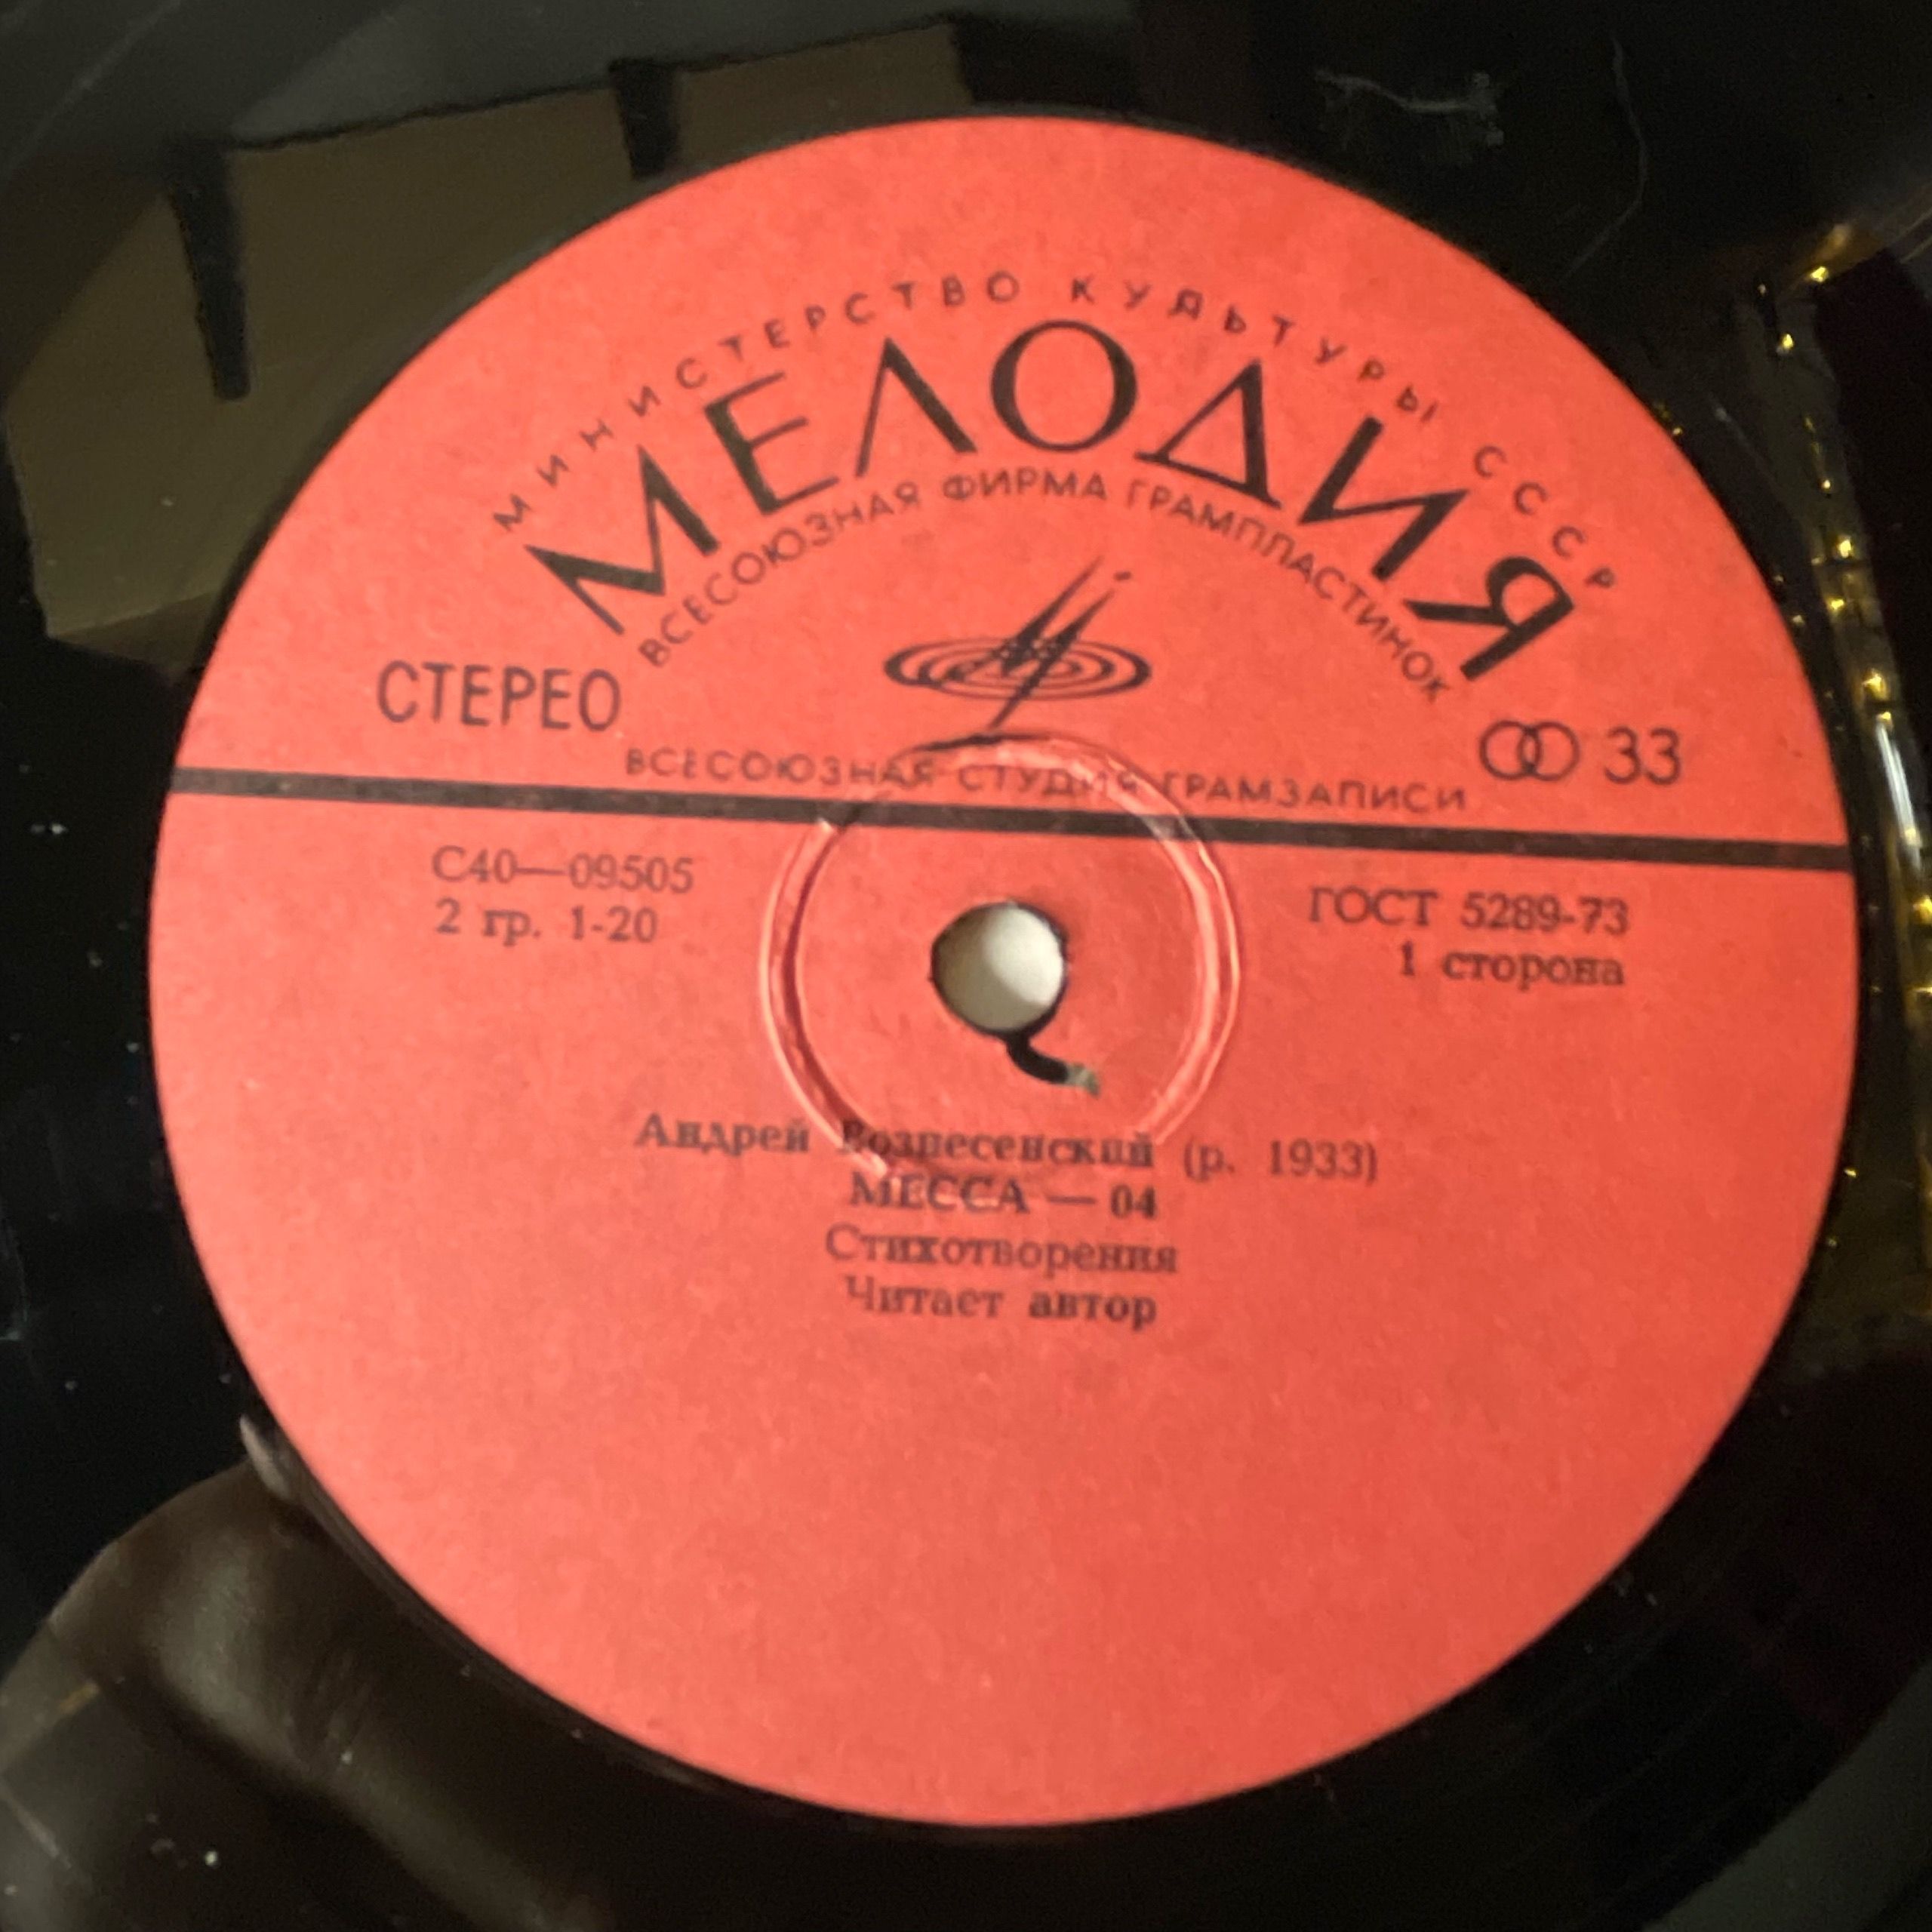 МИНИСТЕРСТВО КУЛЬТУРЫ СССР
МЕЛОДИЯ
ВСЕСОЮЗНАЯ ФИРМА ГРАМПЛАСТИНОК
СТЕРЕО
33
ВСЕСОЮЗНАЯ СТУДИЯ ГРАМЗАПИСИ
С40—09505
2 гр. 1-20
ГОСТ 5289-73
1 сторона
Андрей Вознесенский (р. 1933)
МЕССА — 04
Стихотворения
Читает автор